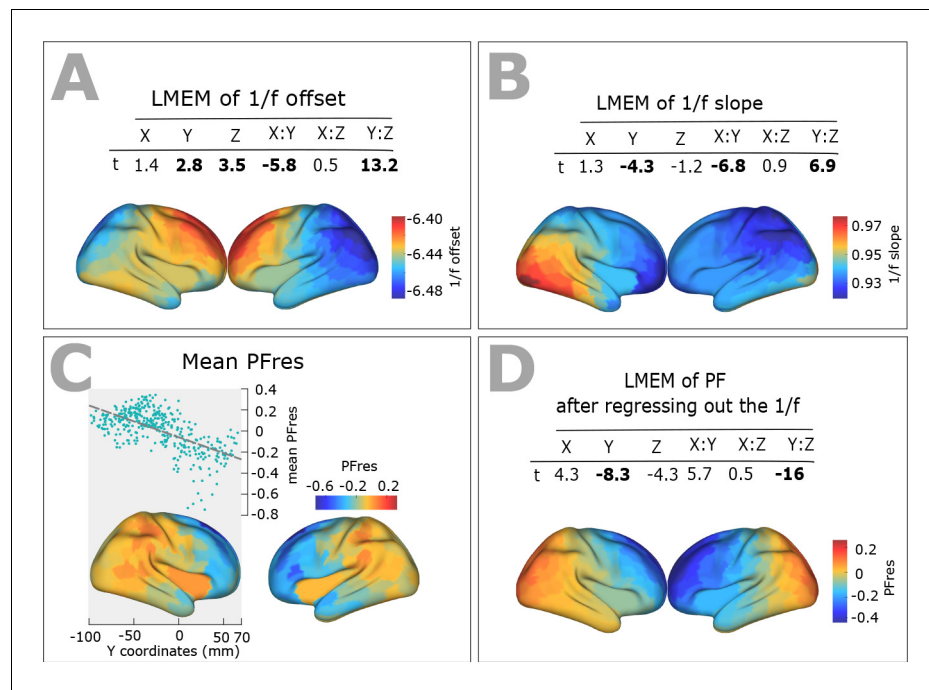 A
LMEM of 1/f offset
X Y Z X:Y X:Z Y:Z
t 1.4 2.8 3.5 -5.8 0.5 13.2
-6.40
-6.44
-6.48
1/f offset
B
LMEM of 1/f slope
X Y Z X:Y X:Z Y:Z
t 1.3 -4.3 -1.2 -6.8 0.9 6.9
0.97
0.95
0.93
1/f slope
C
Mean PFres
0.4
0.2
0
-0.2
-0.4
-0.6
-0.8
mean PFres
PFres
-0.6 -0.2 0.2
-100 -50 0 50 70
Y coordinates (mm)
D
LMEM of PF
after regressing out the 1/f
X Y Z X:Y X:Z Y:Z
t 4.3 -8.3 -4.3 5.7 0.5 -16
0.2
0
-0.2
-0.4
PFres